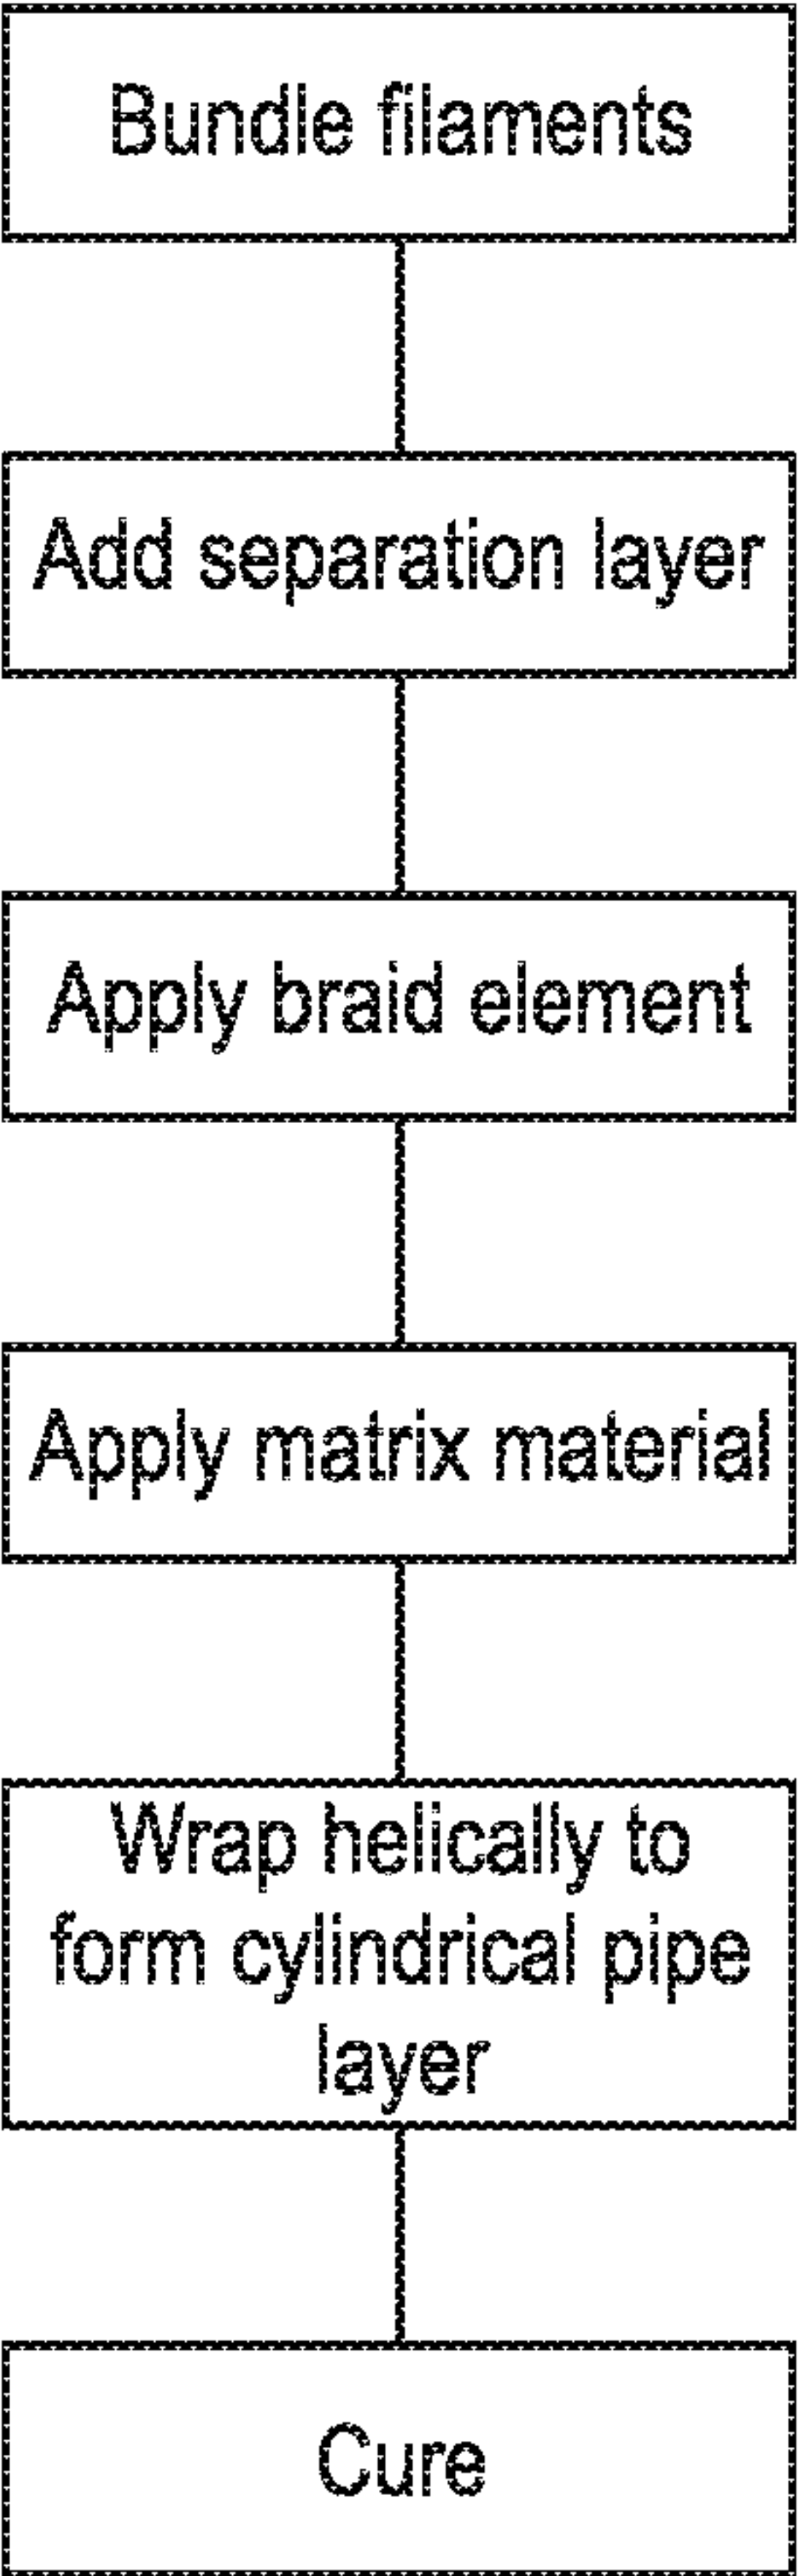 Bundle filaments
Add separation layer
Apply braid element
Apply matrix material
Wrap helically to
form cylindrical pipe
layer
Cure